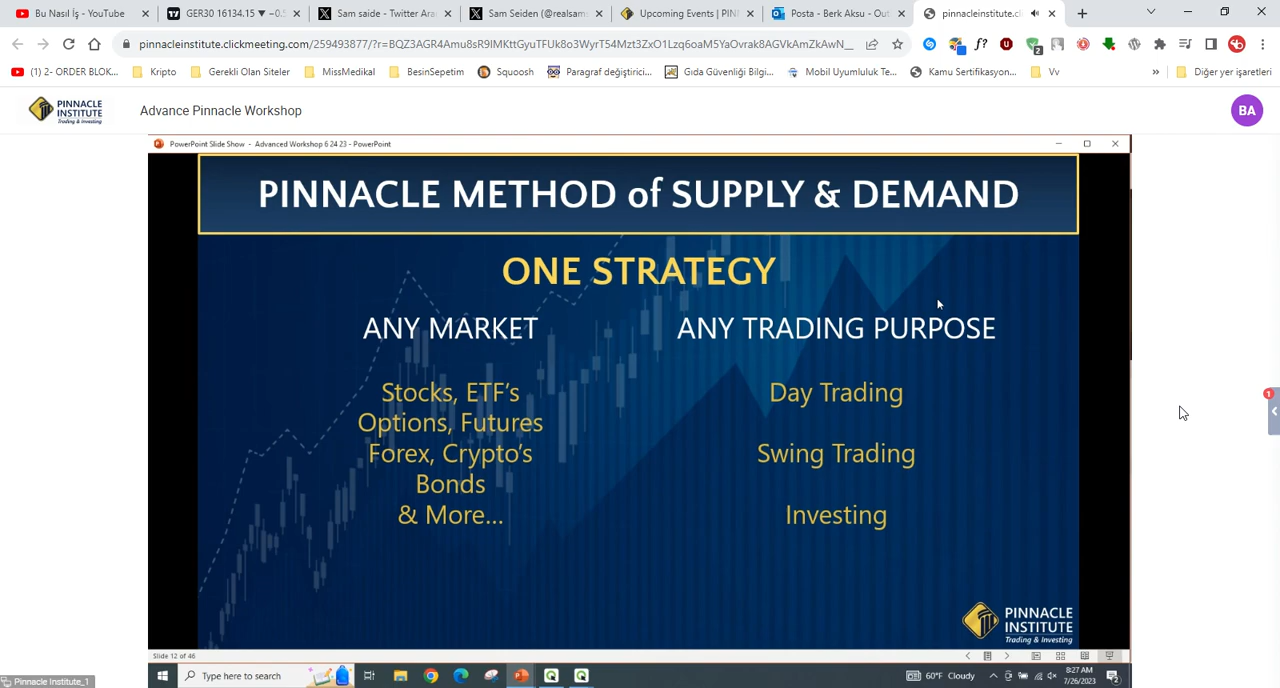 Bu Nasıl İş - YouTube
GER30 16134.15 ▼ −0.5
Sam saide - Twitter Ara
Sam Seiden (@realsam
Upcoming Events | PIN
Posta - Berk Aksu - Out
pinnacleinstitute.cl
pinnacleinstitute.clickmeeting.com
(1) 2- ORDER BLOK...
Kripto
Gerekli Olan Siteler
MissMedikal
BesinSepetim
Squoosh
Paragraf değiştirici...
Gıda Güvenliği Bilgi...
Mobil Uyumluluk Te...
Kamu Sertifikasyon...
Vv
»
Diğer yer işaretleri
PINNACLE
INSTITUTE
Trading & Investing
Advance Pinnacle Workshop
BA
PowerPoint Slide Show - Advanced Workshop 6 24 23 - PowerPoint
PINNACLE METHOD of SUPPLY & DEMAND
ONE STRATEGY
ANY MARKET
ANY TRADING PURPOSE
Stocks, ETF's
Options, Futures
Forex, Crypto's
Bonds
& More...
Day Trading
Swing Trading
Investing
1
PINNACLE
INSTITUTE
Trading & Investing
Slide 12 of 46
Type here to search
60°F Cloudy
8:27 AM
7/26/2023
Pinnacle Institute_1